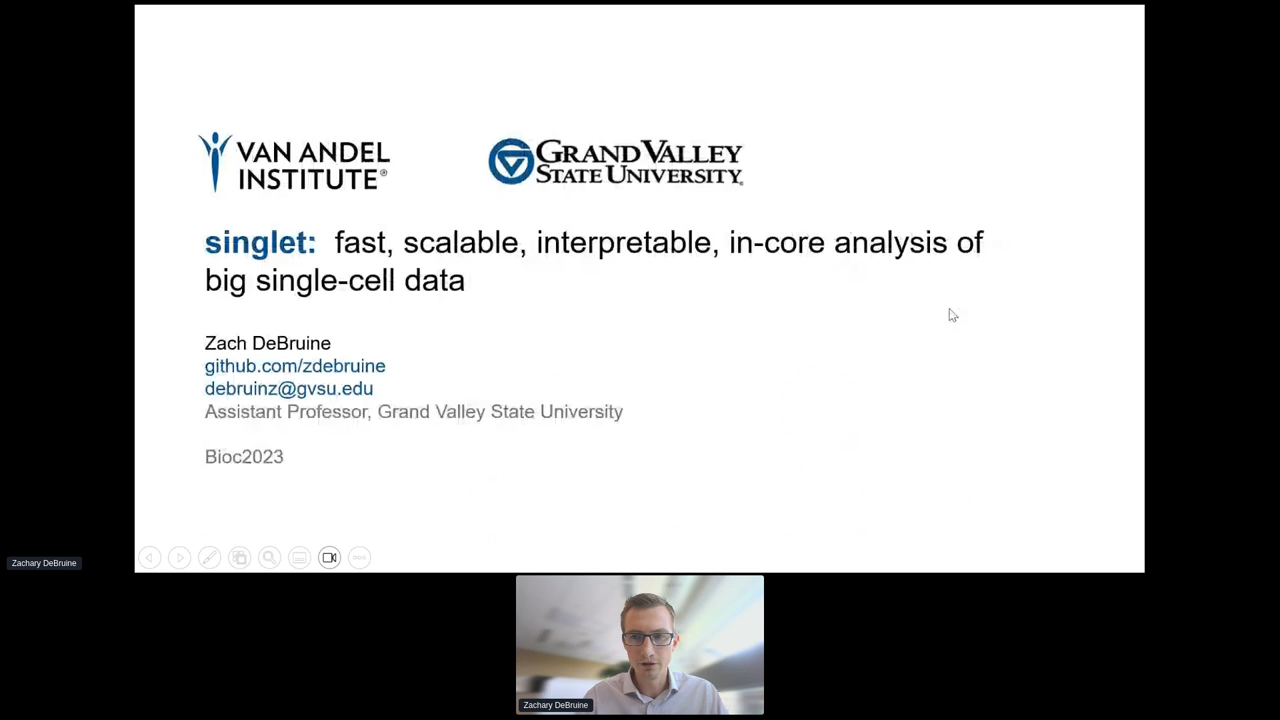 VAN ANDEL
INSTITUTE®
GRAND VALLEY
STATE UNIVERSITY®
singlet: fast, scalable, interpretable, in-core analysis of
big single-cell data
Zach DeBruine
github.com/zdebruine
debruinz@gvsu.edu
Assistant Professor, Grand Valley State University
Bioc2023
Zachary DeBruine
Zachary DeBruine